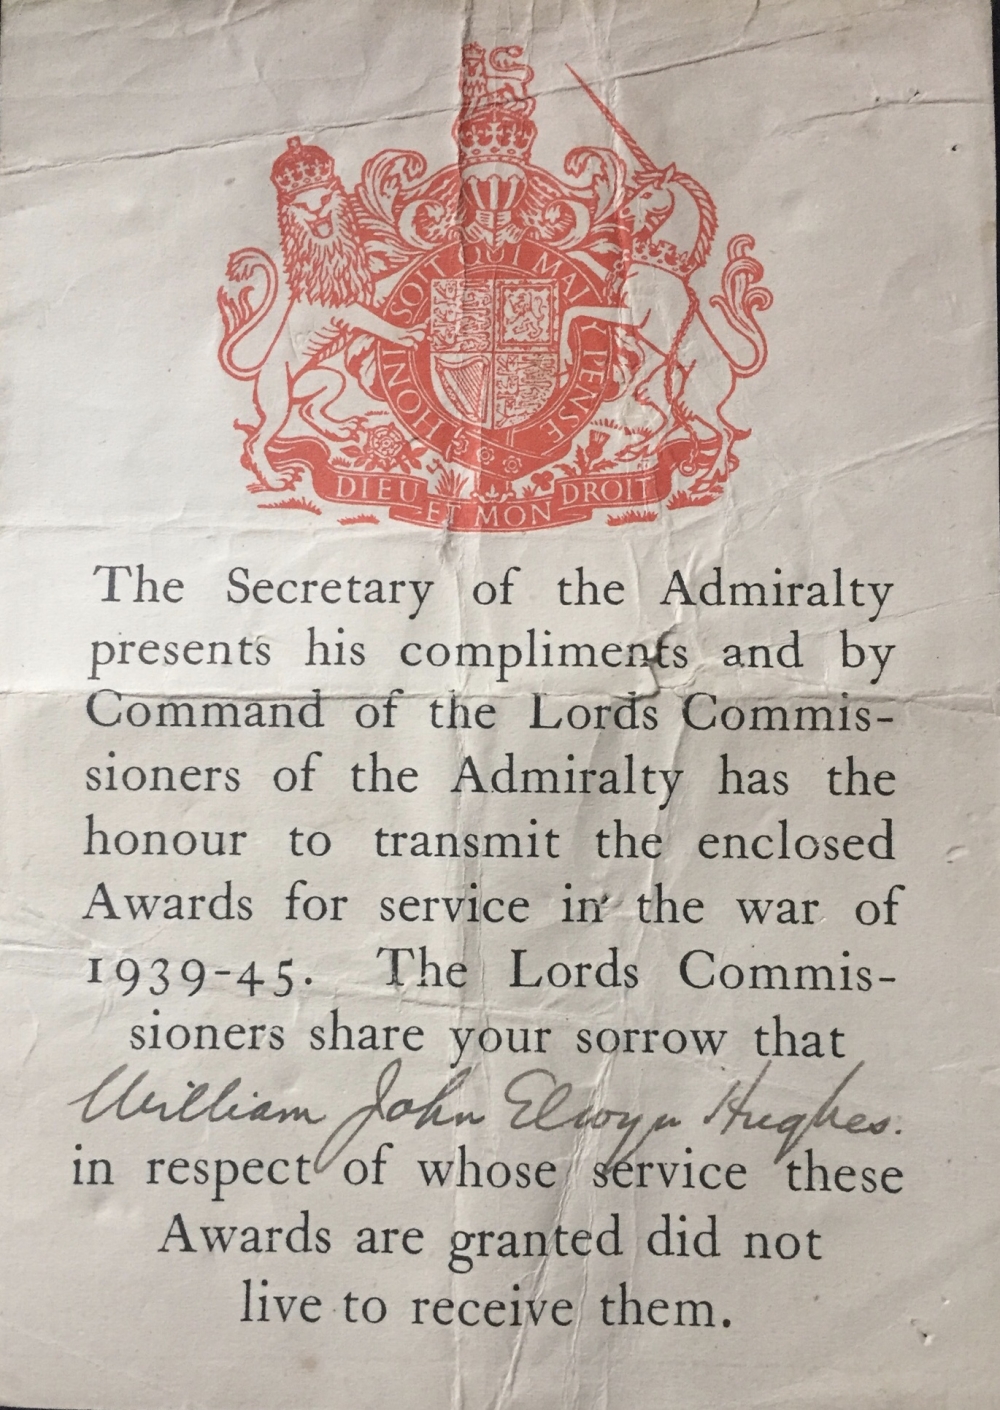 HONI SOIT QUI MAL Y PENSE
DIEU ET MON DROIT
The Secretary of the Admiralty
presents his compliments and by
Command of the Lords Commis-
sioners of the Admiralty has the
honour to transmit the enclosed
Awards for service in the war of
1939-45. The Lords Commis-
sioners share your sorrow that
William John Elwyn Hughes.
in respect of whose service these
Awards are granted did not
live to receive them.